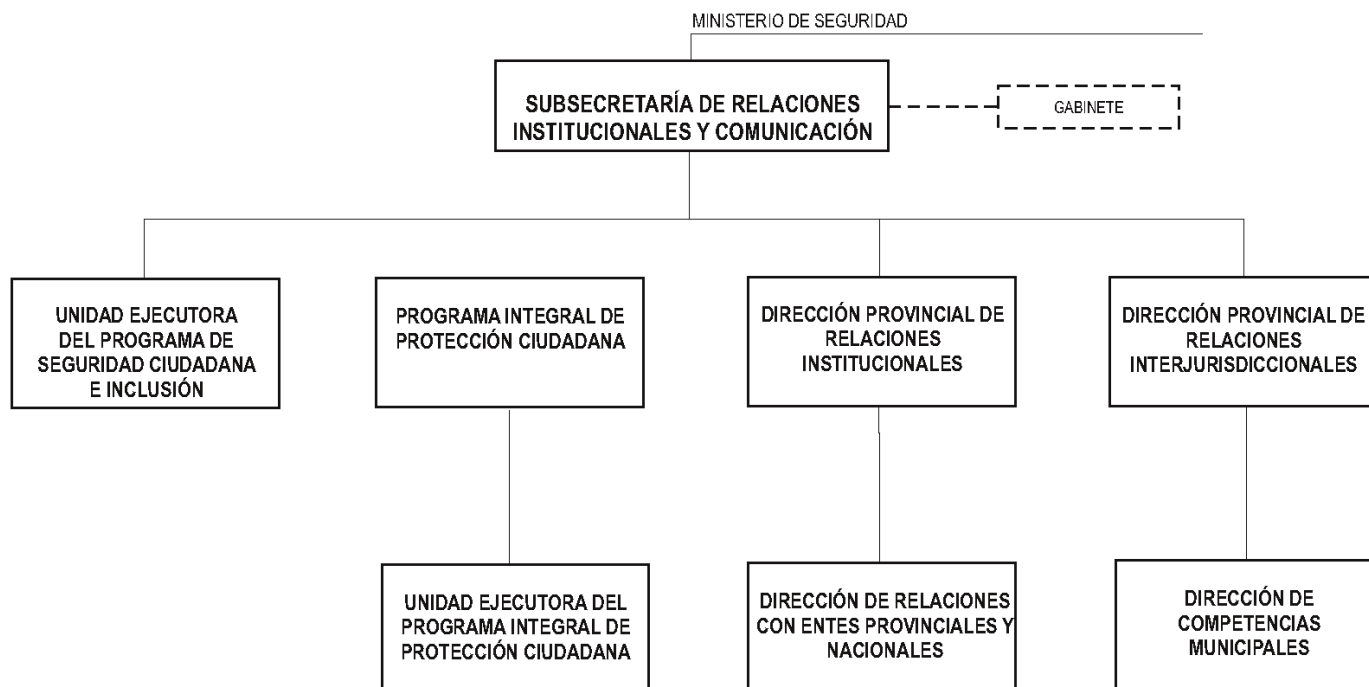 MINISTERIO DE SEGURIDAD
SUBSECRETARÍA DE RELACIONES
INSTITUCIONALES Y COMUNICACIÓN
GABINETE
UNIDAD EJECUTORA
DEL PROGRAMA DE
SEGURIDAD CIUDADANA
E INCLUSIÓN
PROGRAMA INTEGRAL DE
PROTECCIÓN CIUDADANA
DIRECCIÓN PROVINCIAL DE
RELACIONES
INSTITUCIONALES
DIRECCIÓN PROVINCIAL DE
RELACIONES
INTERJURISDICCIONALES
UNIDAD EJECUTORA DEL
PROGRAMA INTEGRAL DE
PROTECCIÓN CIUDADANA
DIRECCIÓN DE RELACIONES
CON ENTES PROVINCIALES Y
NACIONALES
DIRECCIÓN DE
COMPETENCIAS
MUNICIPALES